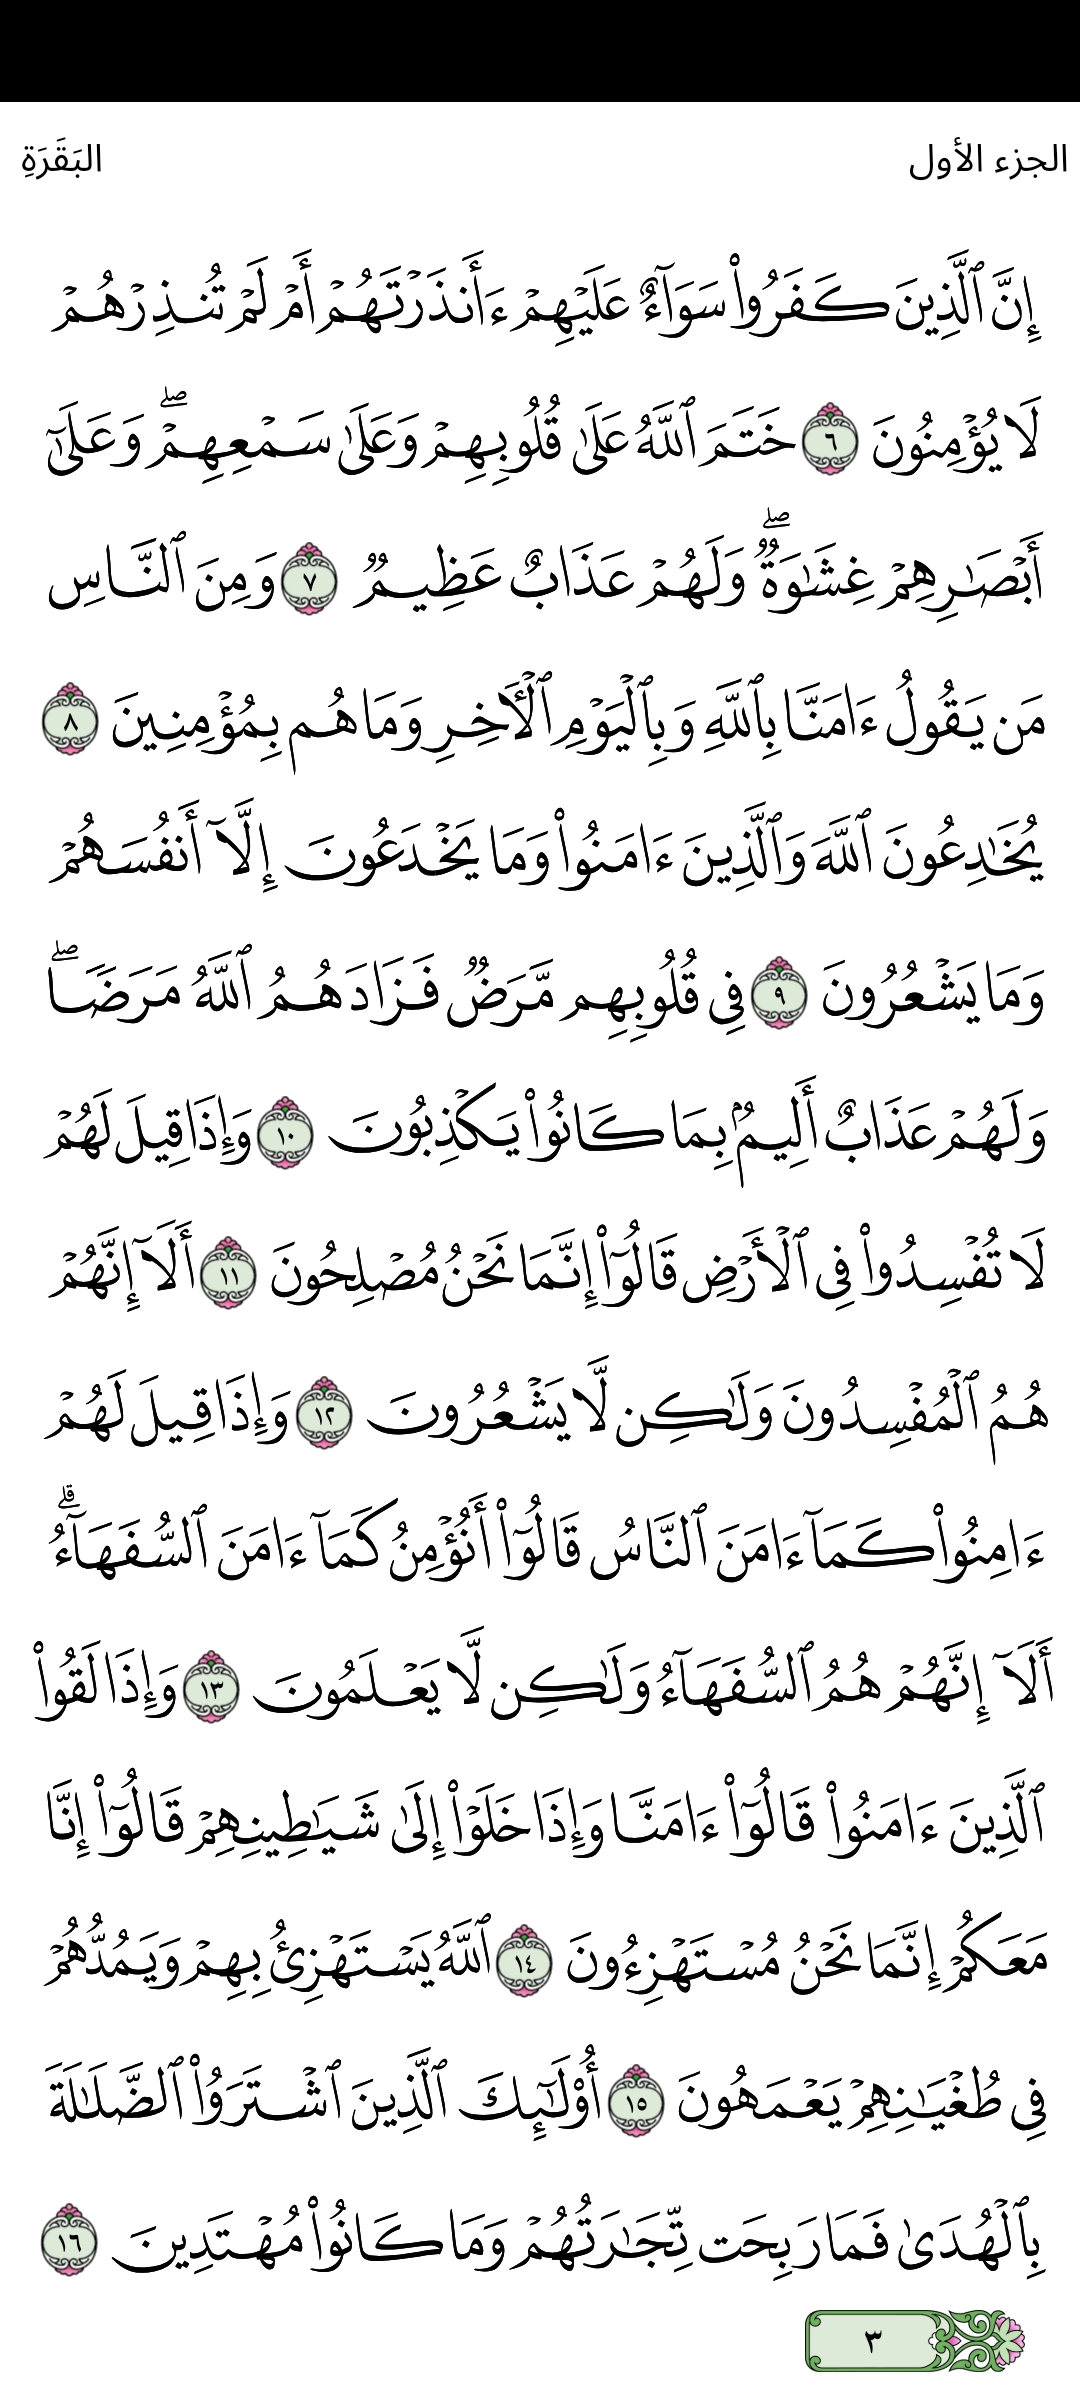 الجزء الأول
البَقَرَةِ
إِنَّ ٱلَّذِينَ كَفَرُوا۟ سَوَآءٌ عَلَيْهِمْ ءَأَنذَرْتَهُمْ أَمْ لَمْ تُنذِرْهُمْ
لَا يُؤْمِنُونَ ٦ خَتَمَ ٱللَّهُ عَلَىٰ قُلُوبِهِمْ وَعَلَىٰ سَمْعِهِمْ ۖ وَعَلَىٰٓ
أَبْصَـٰرِهِمْ غِشَـٰوَةٌ ۖ وَلَهُمْ عَذَابٌ عَظِيمٌ ٧ وَمِنَ ٱلنَّاسِ
مَن يَقُولُ ءَامَنَّا بِٱللَّهِ وَبِٱلْيَوْمِ ٱلْـَٔاخِرِ وَمَا هُم بِمُؤْمِنِينَ ٨
يُخَـٰدِعُونَ ٱللَّهَ وَٱلَّذِينَ ءَامَنُوا۟ وَمَا يَخْدَعُونَ إِلَّآ أَنفُسَهُمْ
وَمَا يَشْعُرُونَ ٩ فِى قُلُوبِهِم مَّرَضٌ فَزَادَهُمُ ٱللَّهُ مَرَضًا ۖ
وَلَهُمْ عَذَابٌ أَلِيمٌۢ بِمَا كَانُوا۟ يَكْذِبُونَ ١٠ وَإِذَا قِيلَ لَهُمْ
لَا تُفْسِدُوا۟ فِى ٱلْأَرْضِ قَالُوٓا۟ إِنَّمَا نَحْنُ مُصْلِحُونَ ١١ أَلَآ إِنَّهُمْ
هُمُ ٱلْمُفْسِدُونَ وَلَـٰكِن لَّا يَشْعُرُونَ ١٢ وَإِذَا قِيلَ لَهُمْ
ءَامِنُوا۟ كَمَآ ءَامَنَ ٱلنَّاسُ قَالُوٓا۟ أَنُؤْمِنُ كَمَآ ءَامَنَ ٱلسُّفَهَآءُ ۗ
أَلَآ إِنَّهُمْ هُمُ ٱلسُّفَهَآءُ وَلَـٰكِن لَّا يَعْلَمُونَ ١٣ وَإِذَا لَقُوا۟
ٱلَّذِينَ ءَامَنُوا۟ قَالُوٓا۟ ءَامَنَّا وَإِذَا خَلَوْا۟ إِلَىٰ شَيَـٰطِينِهِمْ قَالُوٓا۟ إِنَّا
مَعَكُمْ إِنَّمَا نَحْنُ مُسْتَهْزِءُونَ ١٤ ٱللَّهُ يَسْتَهْزِئُ بِهِمْ وَيَمُدُّهُمْ
فِى طُغْيَـٰنِهِمْ يَعْمَهُونَ ١٥ أُو۟لَـٰٓئِكَ ٱلَّذِينَ ٱشْتَرَوُا۟ ٱلضَّلَـٰلَةَ
بِٱلْهُدَىٰ فَمَا رَبِحَت تِّجَـٰرَتُهُمْ وَمَا كَانُوا۟ مُهْتَدِينَ ١٦
٣